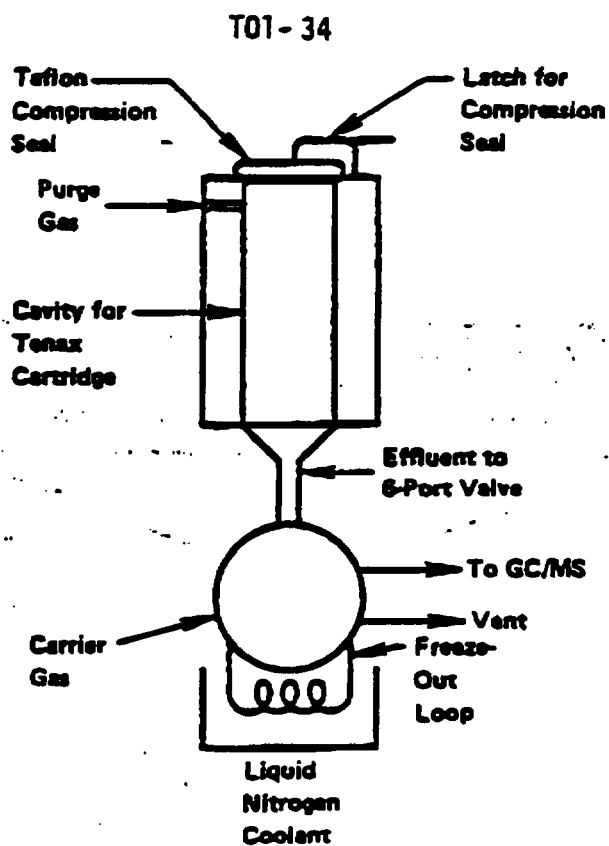 TO1-34
Teflon
Compression
Seal
Latch for
Compression
Seal
Purge
Gas
Cavity for
Tenax
Cartridge
Effluent to
6-Port Valve
To GC/MS
Vent
Carrier
Gas
Freeze-
Out
Loop
Liquid
Nitrogen
Coolant